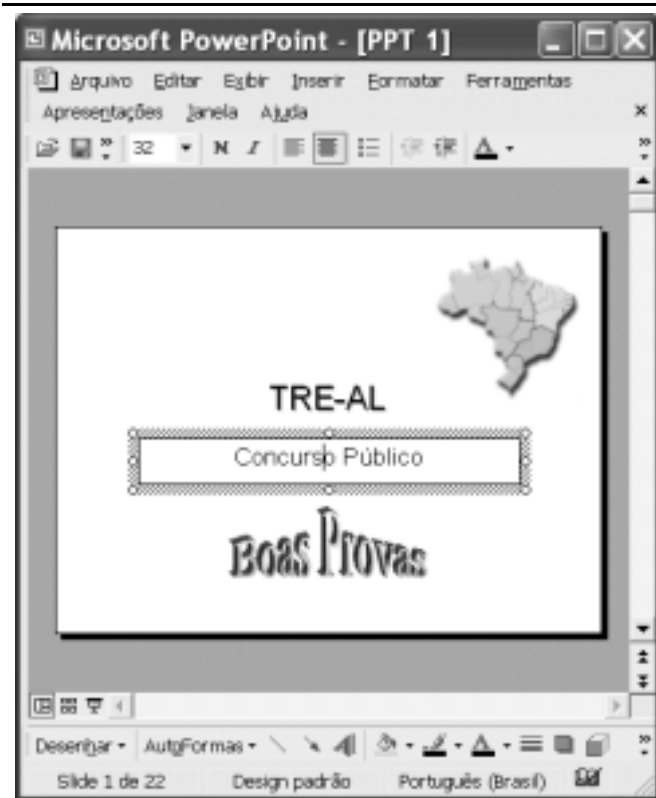 Microsoft PowerPoint - [PPT 1]
Arquivo Editar Exibir Inserir Formatar Ferramentas
Apresentações Janela Ajuda
32 N I A
TRE-AL
Concurso Público
Boas Provas
Desenhar AutoFormas A
Slide 1 de 22 Design padrão Português (Brasil)